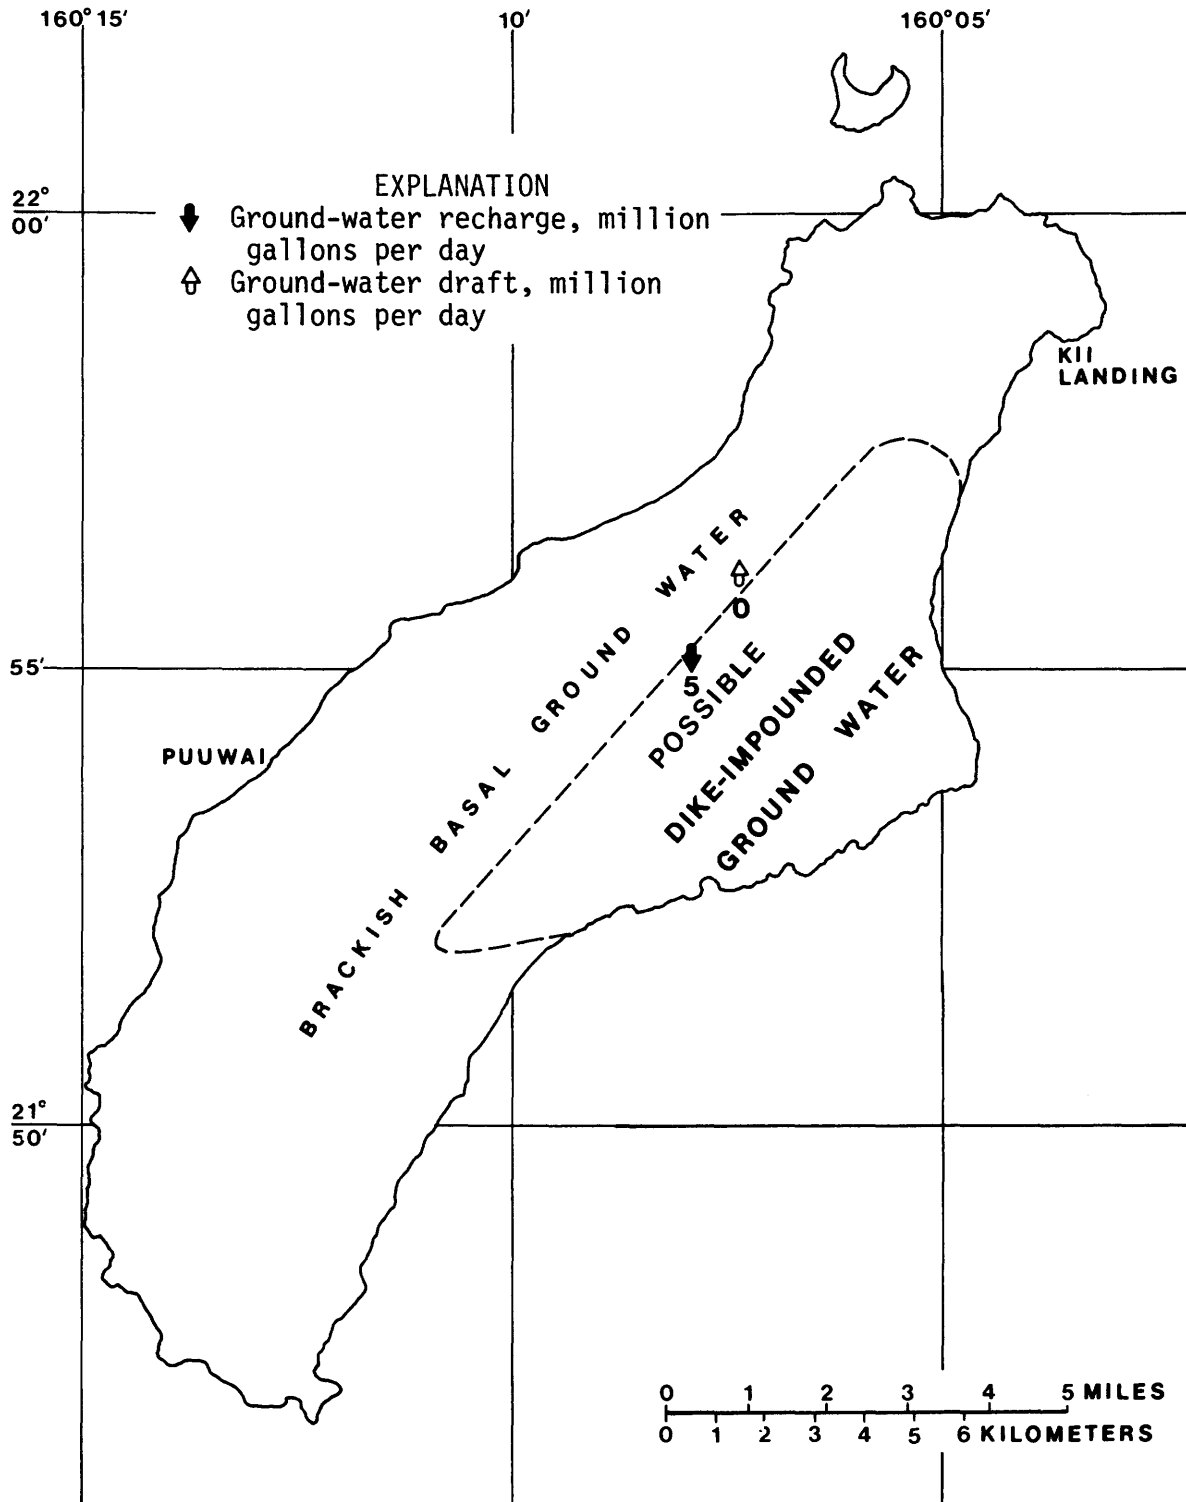 160° 15′ 10′ 160° 05′
EXPLANATION
22°
00′
Ground-water recharge, million
gallons per day
Ground-water draft, million
gallons per day
KII
LANDING
BRACKISH BASAL GROUND WATER
0
55′
5
POSSIBLE
DIKE-IMPOUNDED
GROUND WATER
PUUWAI
21°
50′
0 1 2 3 4 5 MILES
0 1 2 3 4 5 6 KILOMETERS